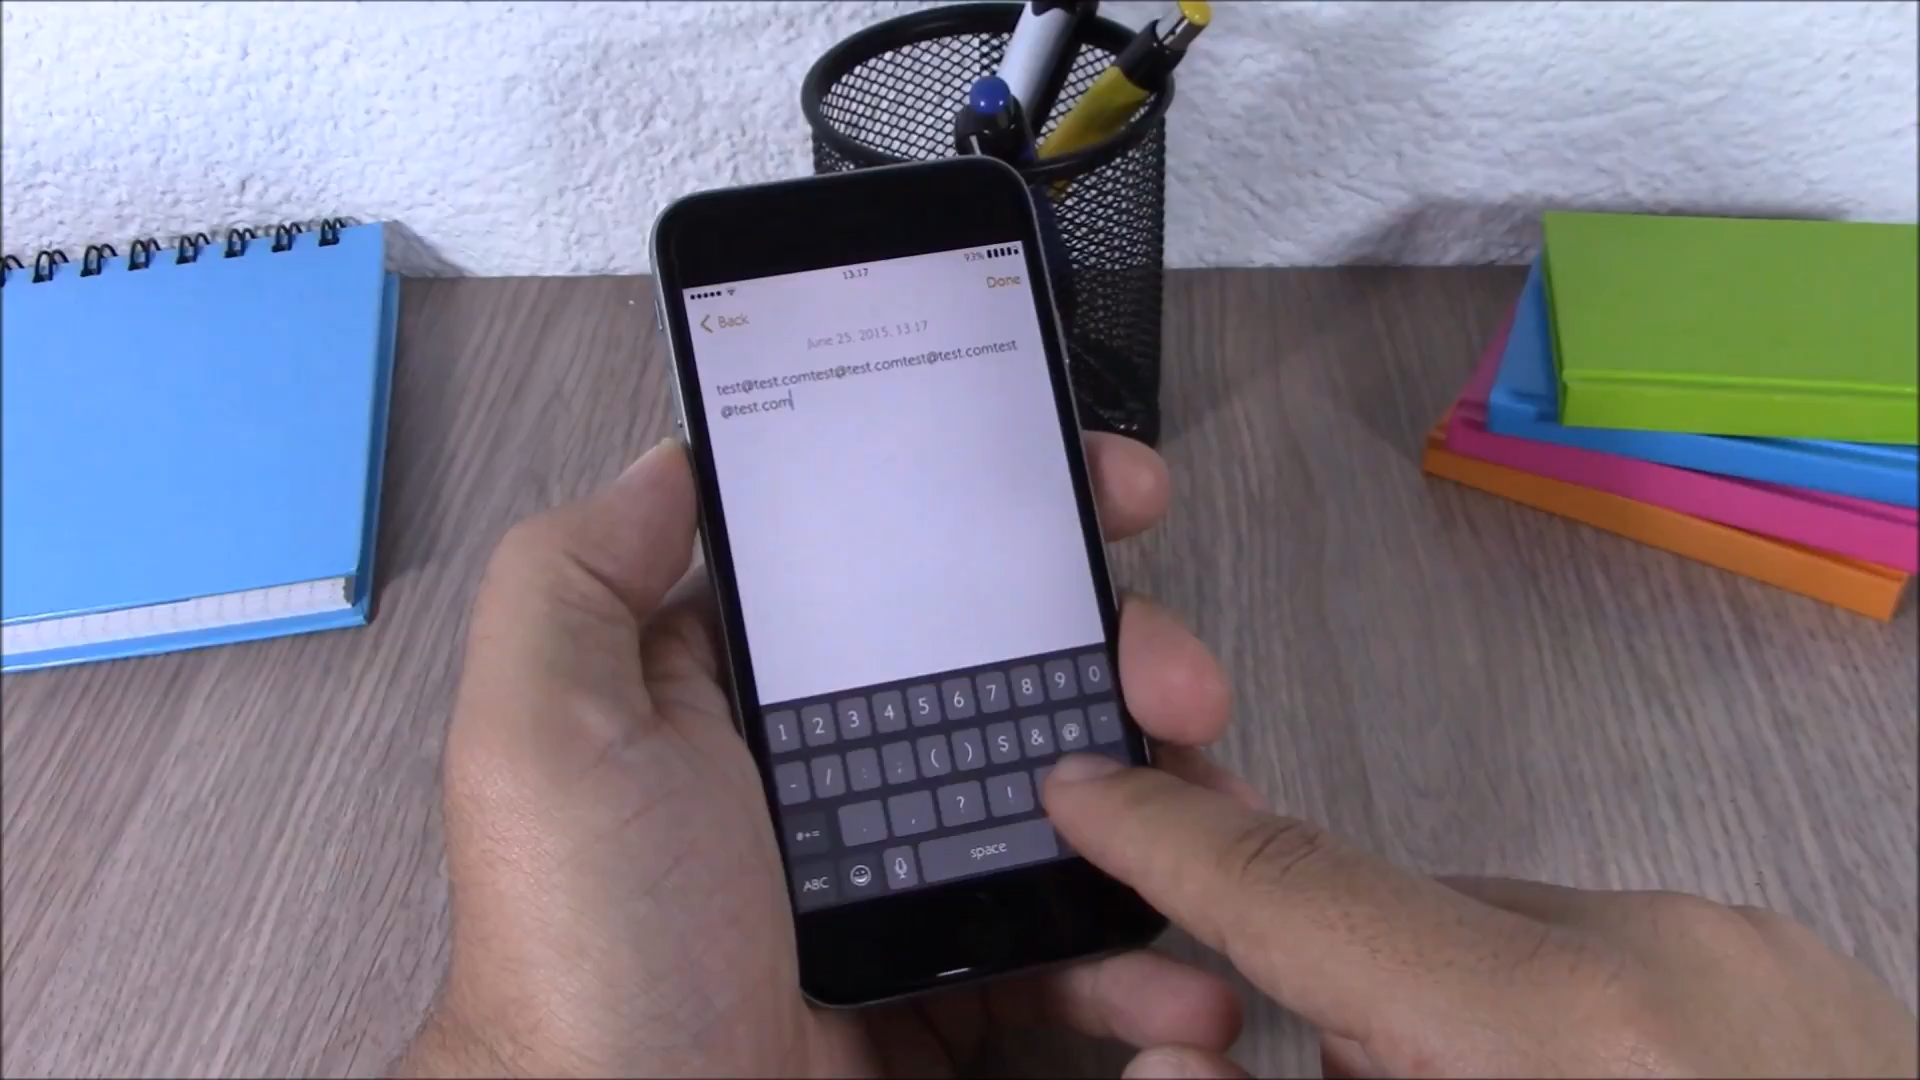 13:17
93%
Back
Done
June 25, 2015, 13:17
test@test.comtest@test.comtest@test.comtest
@test.com
1 2 3 4 5 6 7 8 9 0
- / : ; ( ) $ & @ "
#+= . , ? !
ABC space